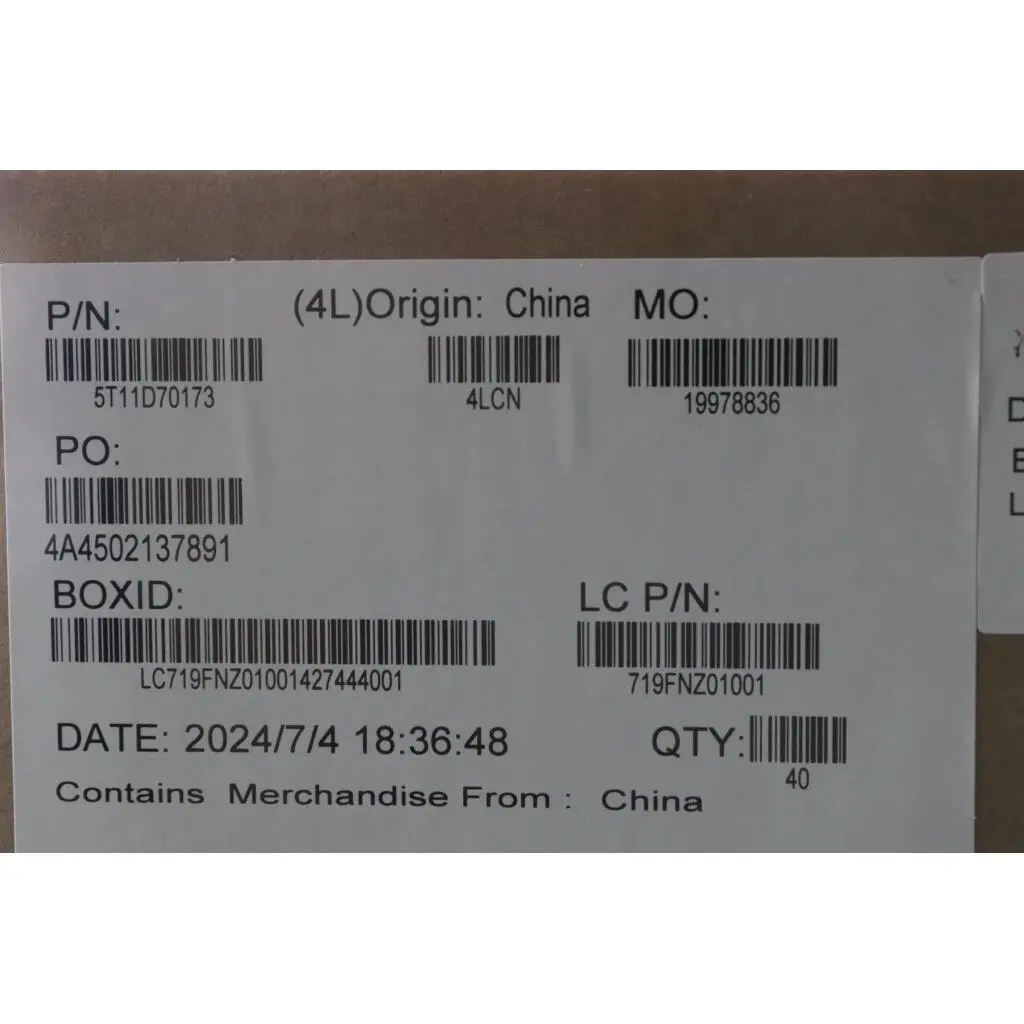 P/N:
(4L)Origin: China
MO:
5T11D70173
4LCN
19978836
PO:
4A4502137891
BOXID:
LC P/N:
LC719FNZ01001427444001
719FNZ01001
DATE: 2024/7/4 18:36:48
QTY:
40
Contains Merchandise From : China